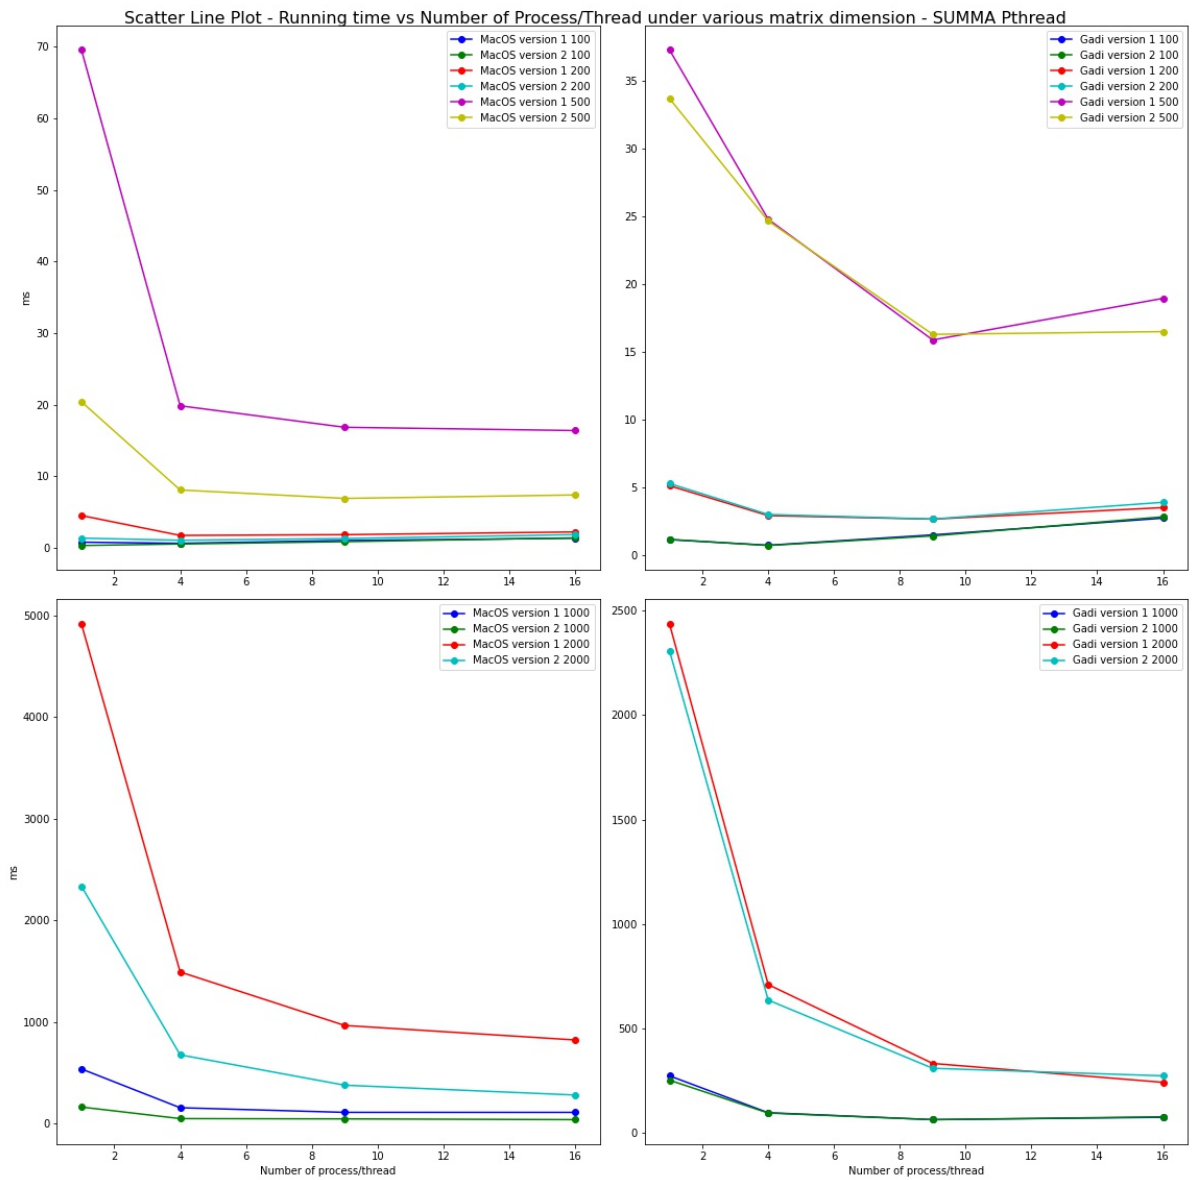 Scatter Line Plot - Running time vs Number of Process/Thread under various matrix dimension - SUMMA Pthread
MacOS version 1 100
MacOS version 2 100
MacOS version 1 200
MacOS version 2 200
MacOS version 1 500
MacOS version 2 500
70
60
50
40
30
20
10
0
ms
2 4 6 8 10 12 14 16
Gadi version 1 100
Gadi version 2 100
Gadi version 1 200
Gadi version 2 200
Gadi version 1 500
Gadi version 2 500
35
30
25
20
15
10
5
0
2 4 6 8 10 12 14 16
MacOS version 1 1000
MacOS version 2 1000
MacOS version 1 2000
MacOS version 2 2000
5000
4000
3000
2000
1000
0
ms
2 4 6 8 10 12 14 16
Number of process/thread
Gadi version 1 1000
Gadi version 2 1000
Gadi version 1 2000
Gadi version 2 2000
2500
2000
1500
1000
500
0
2 4 6 8 10 12 14 16
Number of process/thread